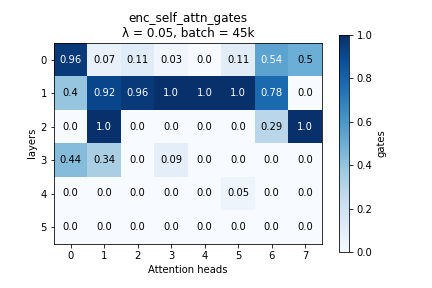 enc_self_attn_gates
λ = 0.05, batch = 45k
0 0.96 0.07 0.11 0.03 0.0 0.11 0.54 0.5
1 0.4 0.92 0.96 1.0 1.0 1.0 0.78 0.0
2 0.0 1.0 0.0 0.0 0.0 0.0 0.29 1.0
3 0.44 0.34 0.0 0.09 0.0 0.0 0.0 0.0
4 0.0 0.0 0.0 0.0 0.0 0.05 0.0 0.0
5 0.0 0.0 0.0 0.0 0.0 0.0 0.0 0.0
0 1 2 3 4 5 6 7
Attention heads
layers
1.0
0.8
0.6
0.4
0.2
0.0
gates